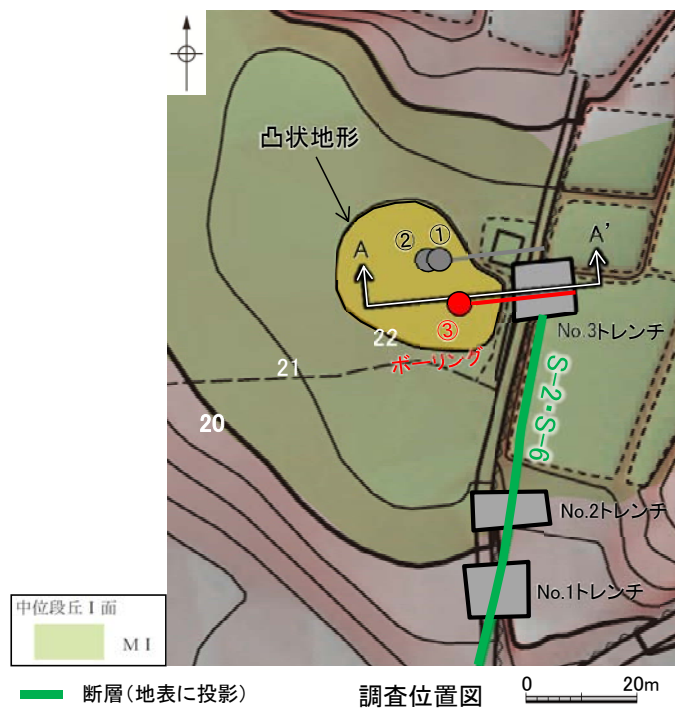 凸状地形
②
①
A
A'
③
ボーリング
No.3トレンチ
22
21
20
S-2・S-6
No.2トレンチ
No.1トレンチ
中位段丘Ⅰ面
MⅠ
断層(地表に投影)
調査位置図
0
20m